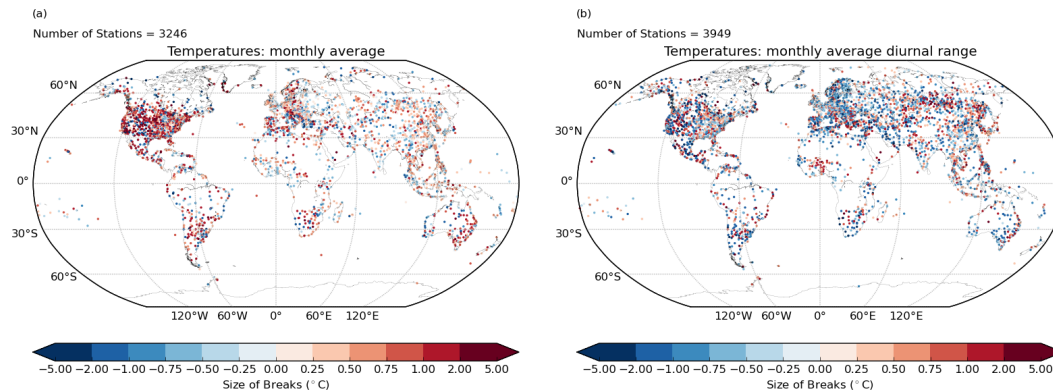 (a)
Number of Stations = 3246
Temperatures: monthly average
60°N
30°N
0°
30°S
60°S
120°W 60°W 0° 60°E 120°E
−5.00 −2.00 −1.00 −0.75 −0.50 −0.25 0.00 0.25 0.50 0.75 1.00 2.00 5.00
Size of Breaks (°C)
(b)
Number of Stations = 3949
Temperatures: monthly average diurnal range
60°N
30°N
0°
30°S
60°S
120°W 60°W 0° 60°E 120°E
−5.00 −2.00 −1.00 −0.75 −0.50 −0.25 0.00 0.25 0.50 0.75 1.00 2.00 5.00
Size of Breaks (°C)